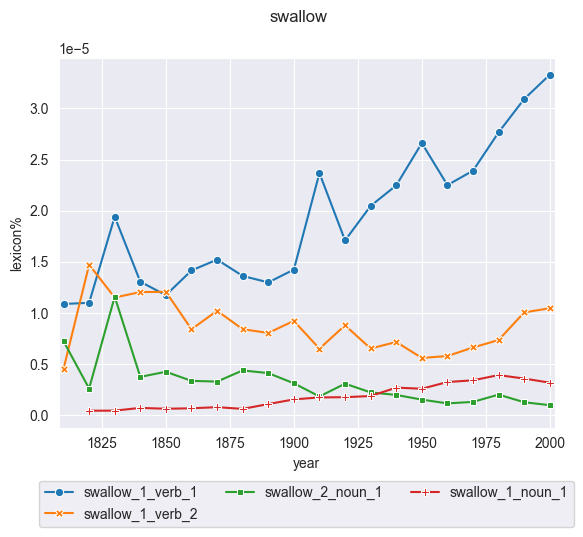 swallow
1e−5
3.0
2.5
2.0
1.5
1.0
0.5
0.0
lexicon%
1825 1850 1875 1900 1925 1950 1975 2000
year
swallow_1_verb_1 swallow_2_noun_1 swallow_1_noun_1
swallow_1_verb_2